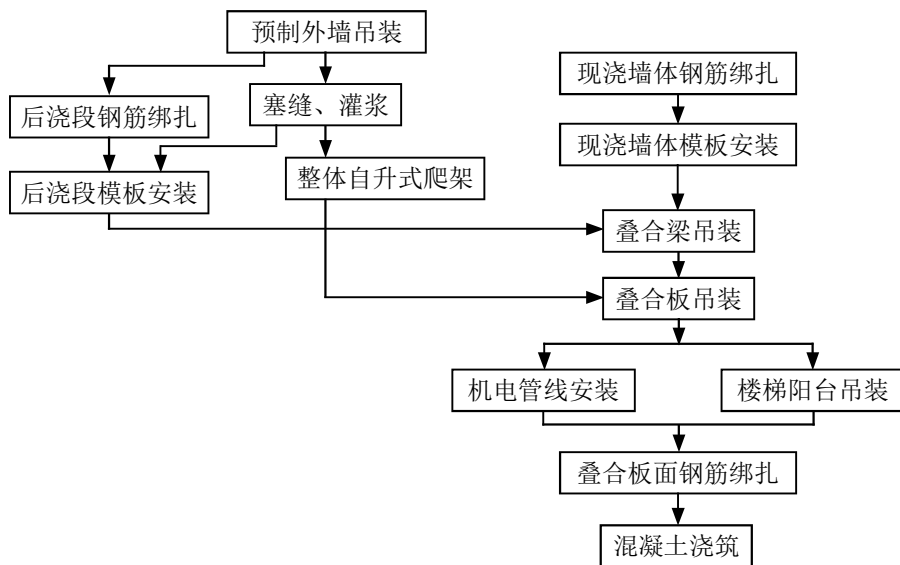 预制外墙吊装
现浇墙体钢筋绑扎
后浇段钢筋绑扎
塞缝、灌浆
现浇墙体模板安装
后浇段模板安装
整体自升式爬架
叠合梁吊装
叠合板吊装
机电管线安装
楼梯阳台吊装
叠合板面钢筋绑扎
混凝土浇筑